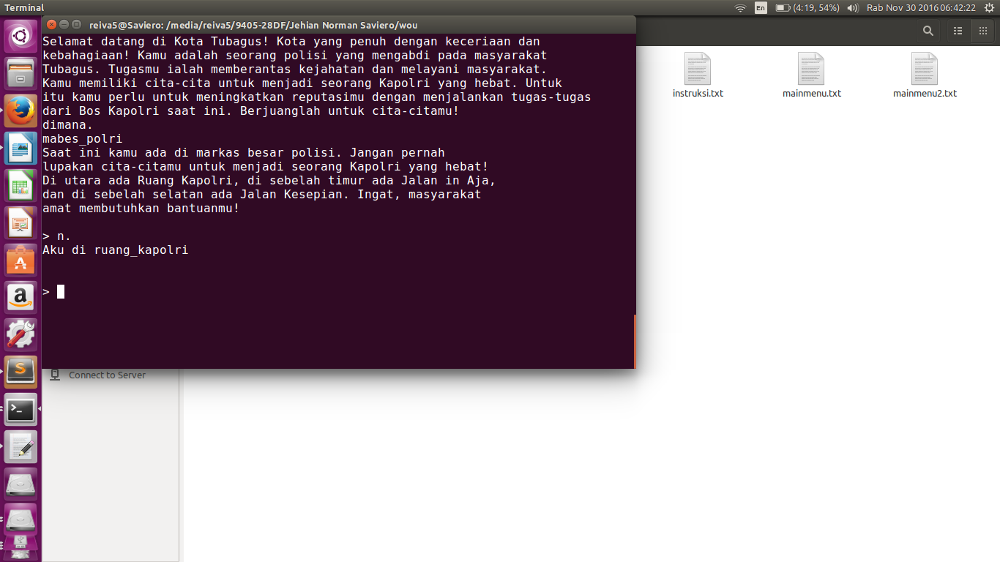 Terminal
En
(4:19, 54%)
Rab Nov 30 2016 06:42:22
reiva5@Saviero: /media/reiva5/9405-28DF/Jehian Norman Saviero/wou
Selamat datang di Kota Tubagus! Kota yang penuh dengan keceriaan dan
kebahagiaan! Kamu adalah seorang polisi yang mengabdi pada masyarakat
Tubagus. Tugasmu ialah memberantas kejahatan dan melayani masyarakat.
Kamu memiliki cita-cita untuk menjadi seorang Kapolri yang hebat. Untuk
itu kamu perlu untuk meningkatkan reputasimu dengan menjalankan tugas-tugas
dari Bos Kapolri saat ini. Berjuanglah untuk cita-citamu!
dimana.
mabes_polri
Saat ini kamu ada di markas besar polisi. Jangan pernah
lupakan cita-citamu untuk menjadi seorang Kapolri yang hebat!
Di utara ada Ruang Kapolri, di sebelah timur ada Jalan in Aja,
dan di sebelah selatan ada Jalan Kesepian. Ingat, masyarakat
amat membutuhkan bantuanmu!
> n.
Aku di ruang_kapolri
>
instruksi.txt
mainmenu.txt
mainmenu2.txt
Connect to Server